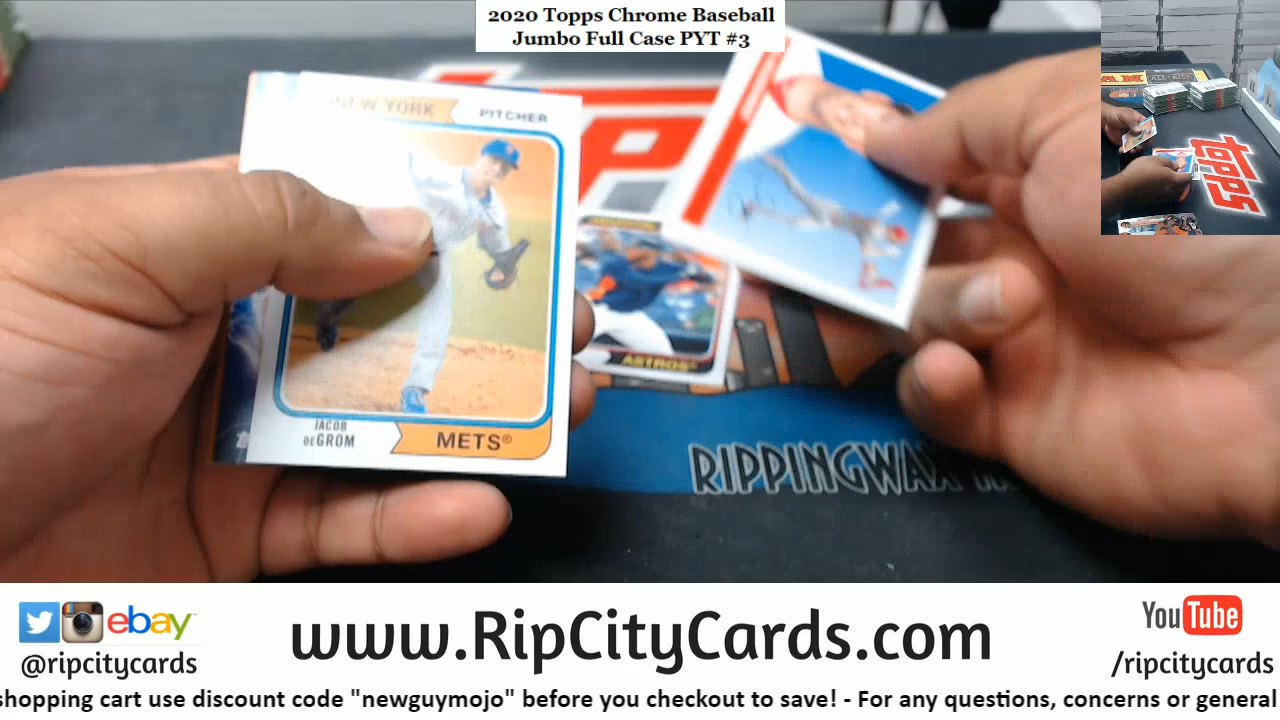 2020 Topps Chrome Baseball
Jumbo Full Case PYT #3
NEW YORK
PITCHER
JACOB
DEGROM
METS®
ASTROS®
RIPPINGWAX
topps
ebay
@ripcitycards
www.RipCityCards.com
YouTube
/ripcitycards
shopping cart use discount code "newguymojo" before you checkout to save! - For any questions, concerns or general